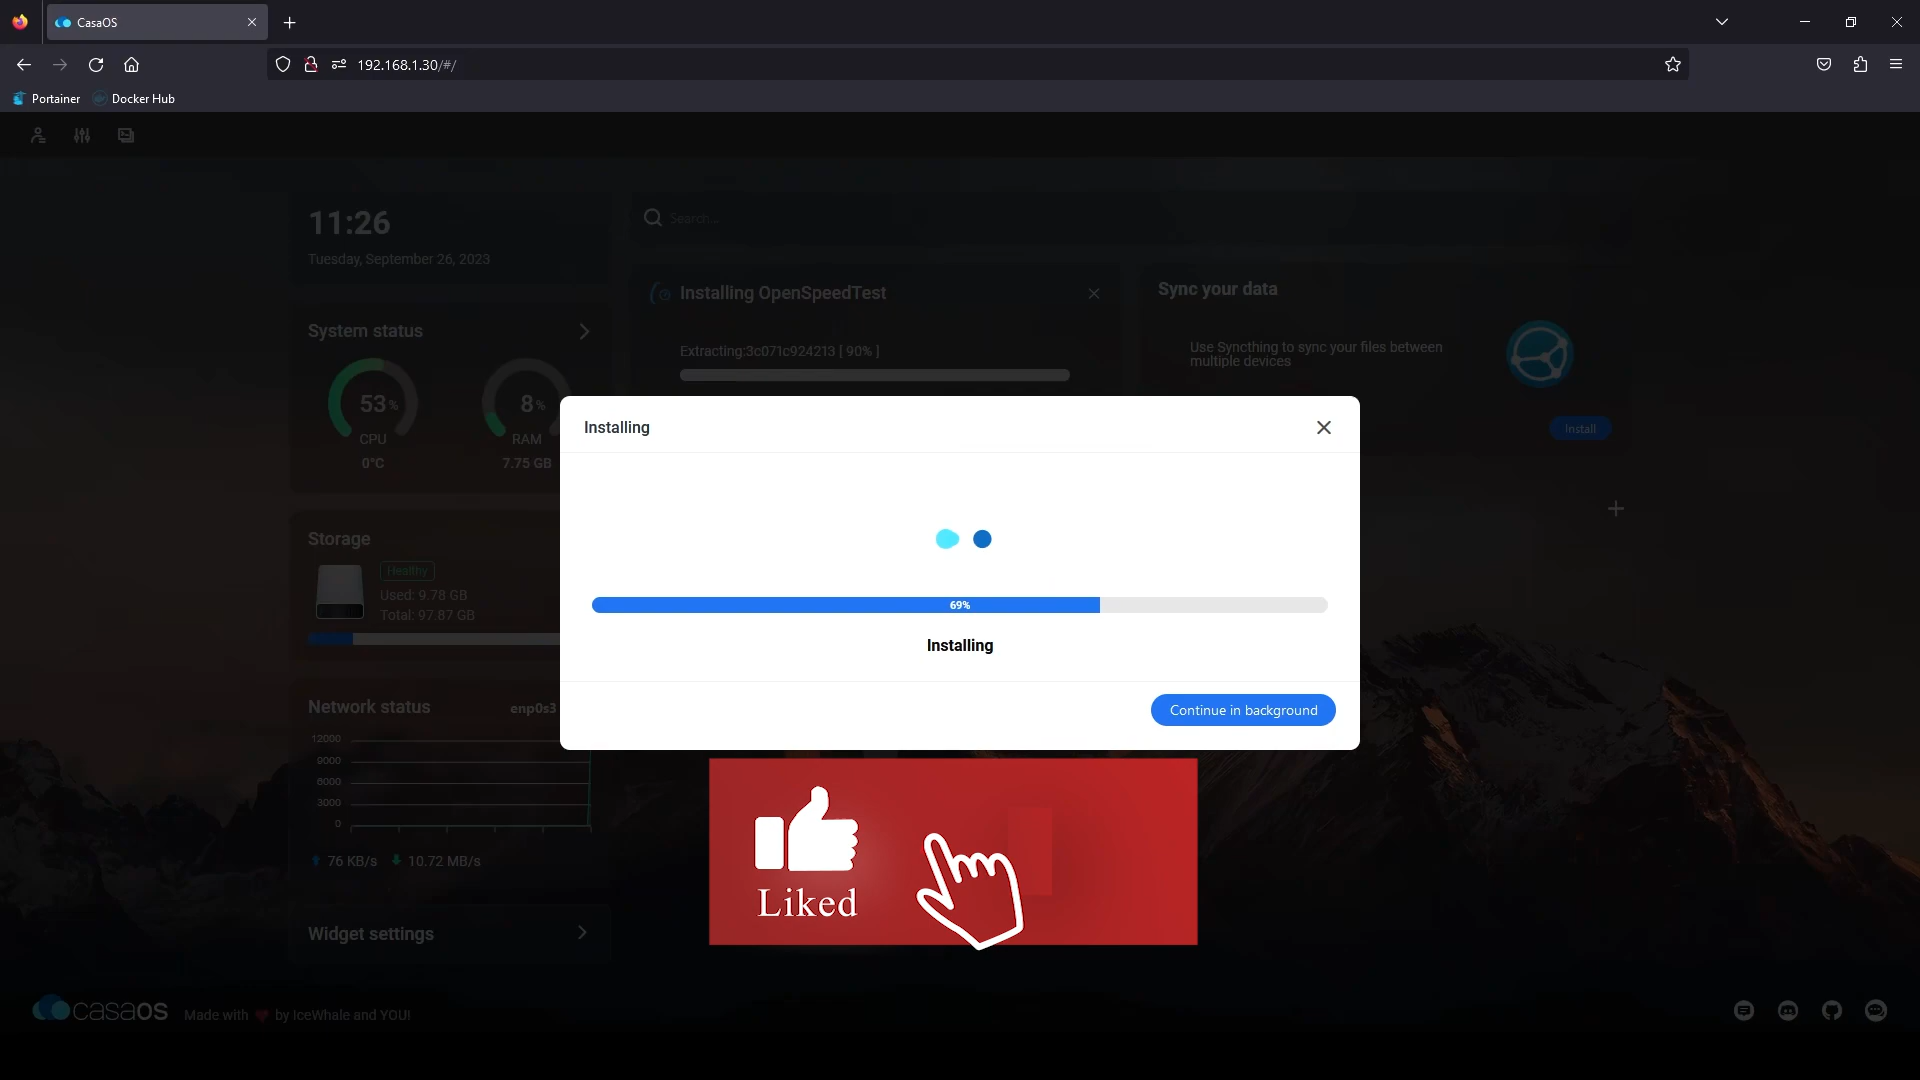 CasaOS
192.168.1.30/#/
Portainer
Docker Hub
11:26
Tuesday, September 26, 2023
Search...
Installing OpenSpeedTest
Extracting:3c071c924213 [ 90% ]
Sync your data
Use Syncthing to sync your files between
multiple devices
Install
System status
53%
CPU
0°C
8%
RAM
7.75 GB
Installing
69%
Installing
Continue in background
Storage
Healthy
Used: 9.78 GB
Total: 97.87 GB
Network status
enp0s3
12000
9000
6000
3000
0
76 KB/s
10.72 MB/s
Liked
Widget settings
casaOS
Made with ❤ by IceWhale and YOU!